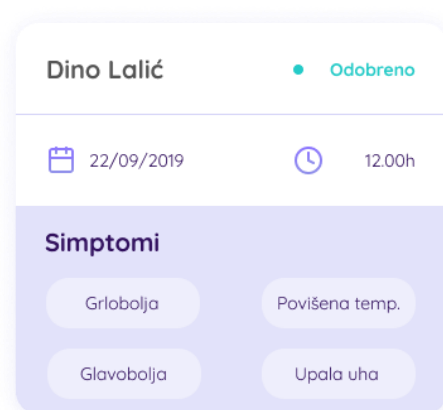 Dino Lalić
Odobreno
22/09/2019
12.00h
Simptomi
Grlobolja
Povišena temp.
Glavobolja
Upala uha